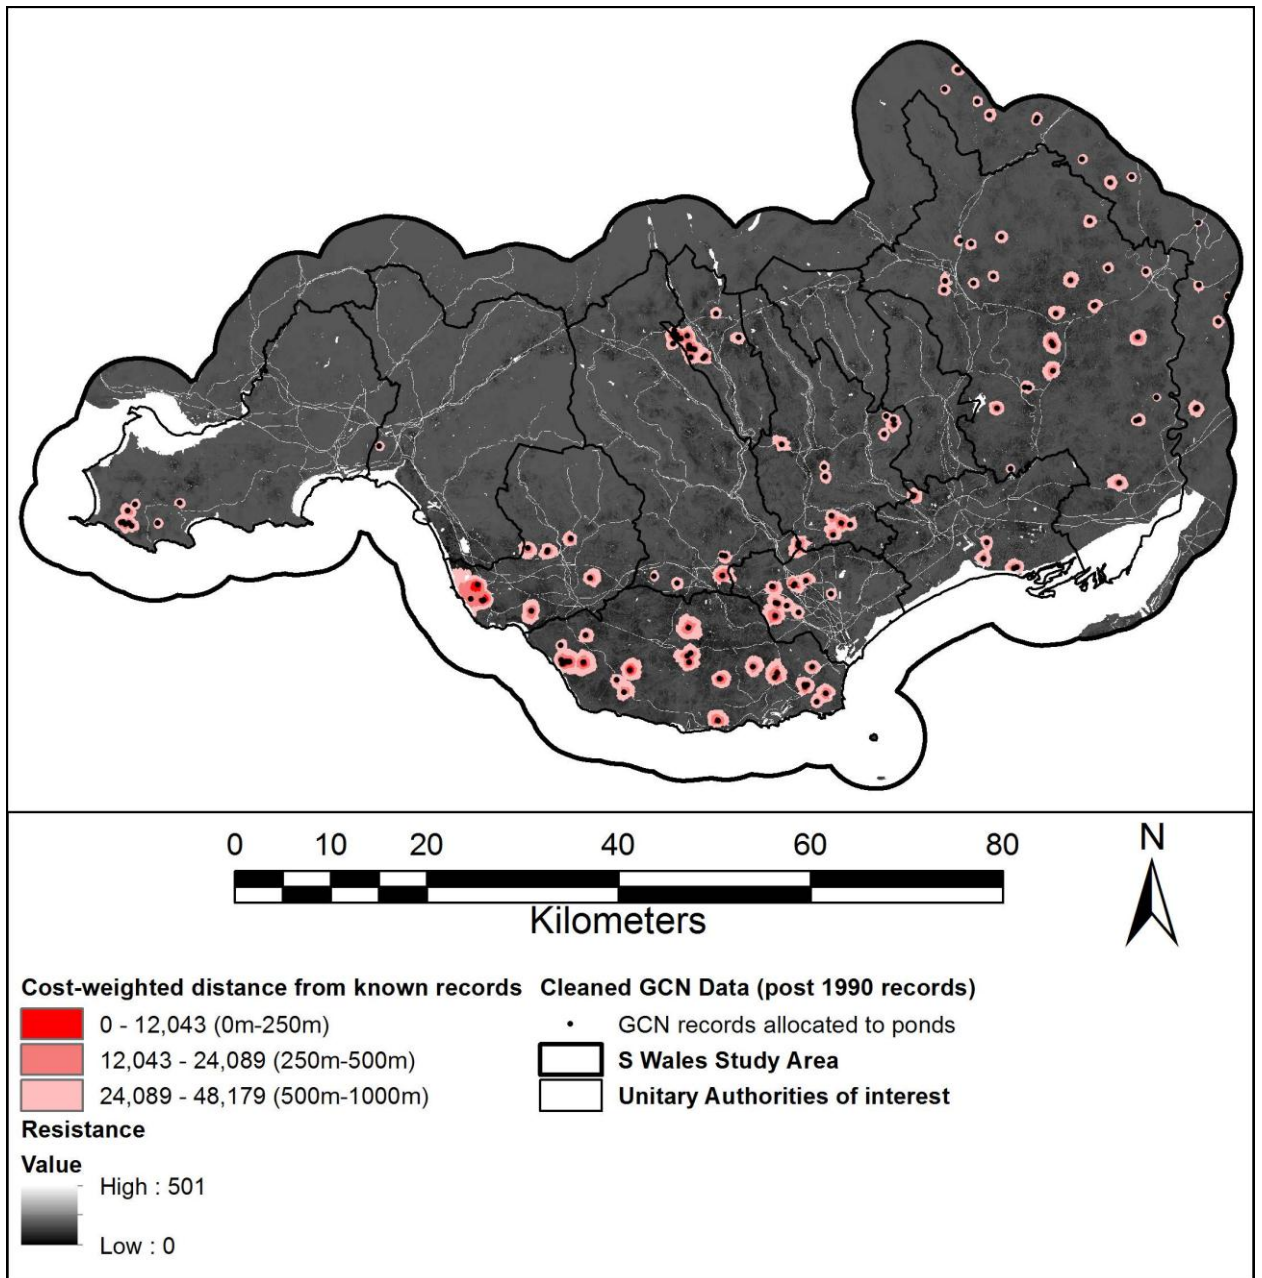 0 10 20 40 60 80
Kilometers
N
Cost-weighted distance from known records
0 - 12,043 (0m-250m)
12,043 - 24,089 (250m-500m)
24,089 - 48,179 (500m-1000m)
Resistance
Value
High : 501
Low : 0
Cleaned GCN Data (post 1990 records)
GCN records allocated to ponds
S Wales Study Area
Unitary Authorities of interest